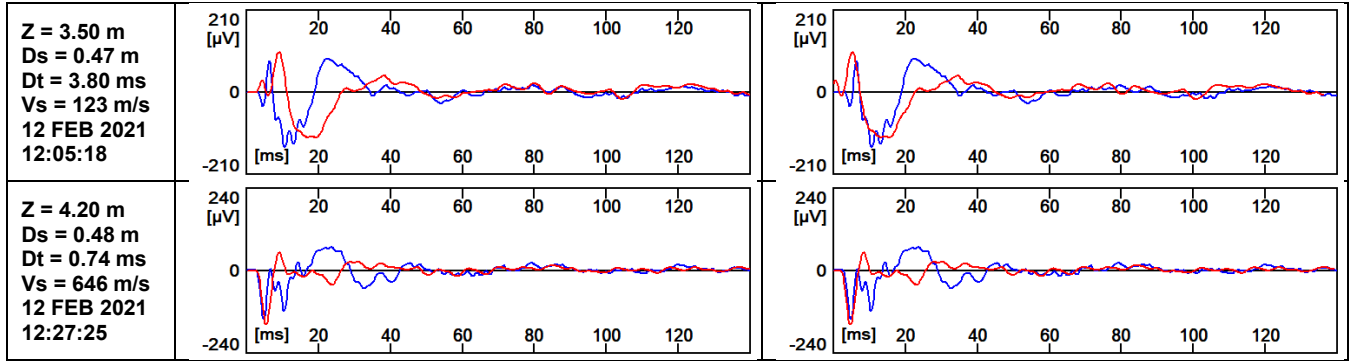 Z = 3.50 m
Ds = 0.47 m
Dt = 3.80 ms
Vs = 123 m/s
12 FEB 2021
12:05:18
210 20 40 60 80 100 120
[µV]
0
-210 [ms] 20 40 60 80 100 120
210 20 40 60 80 100 120
[µV]
0
-210 [ms] 20 40 60 80 100 120
Z = 4.20 m
Ds = 0.48 m
Dt = 0.74 ms
Vs = 646 m/s
12 FEB 2021
12:27:25
240 20 40 60 80 100 120
[µV]
0
-240 [ms] 20 40 60 80 100 120
240 20 40 60 80 100 120
[µV]
0
-240 [ms] 20 40 60 80 100 120